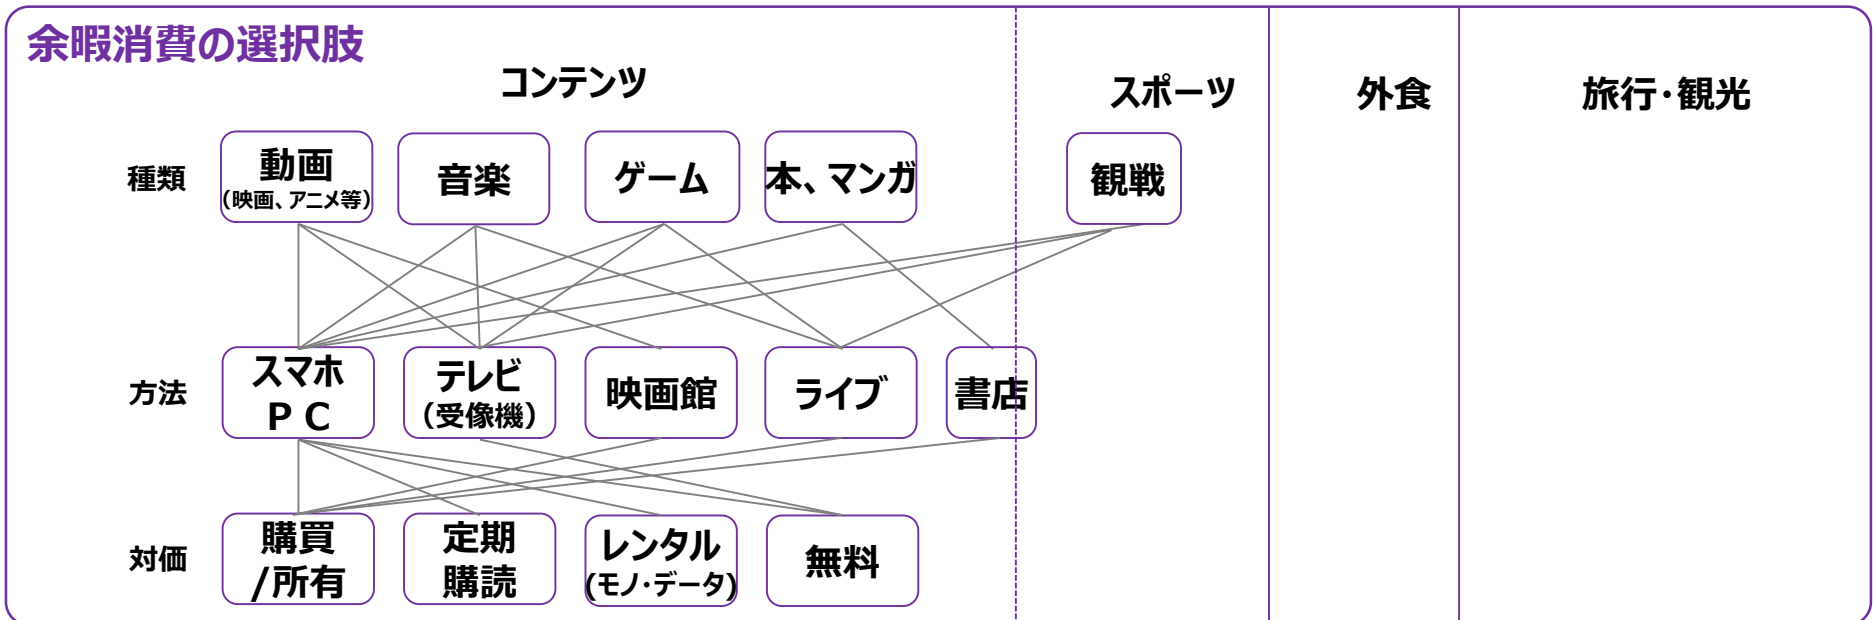 余暇消費の選択肢
コンテンツ
スポーツ
外食
旅行・観光
種類
動画
（映画、アニメ等）
音楽
ゲーム
本、マンガ
観戦
方法
スマホ
ＰＣ
テレビ
（受像機）
映画館
ライブ
書店
対価
購買
/所有
定期
購読
レンタル
(モノ・データ)
無料